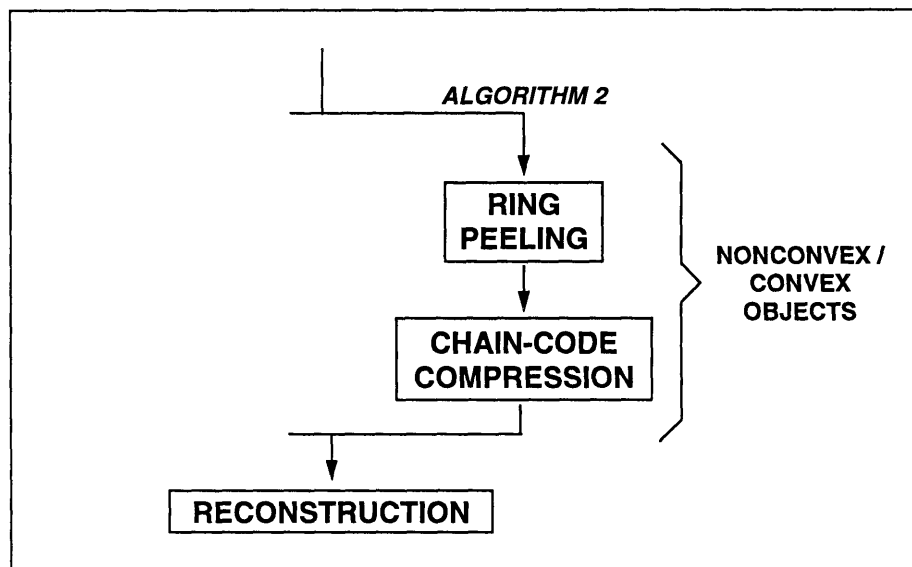 ALGORITHM 2
RING
PEELING
NONCONVEX /
CONVEX
OBJECTS
CHAIN-CODE
COMPRESSION
RECONSTRUCTION